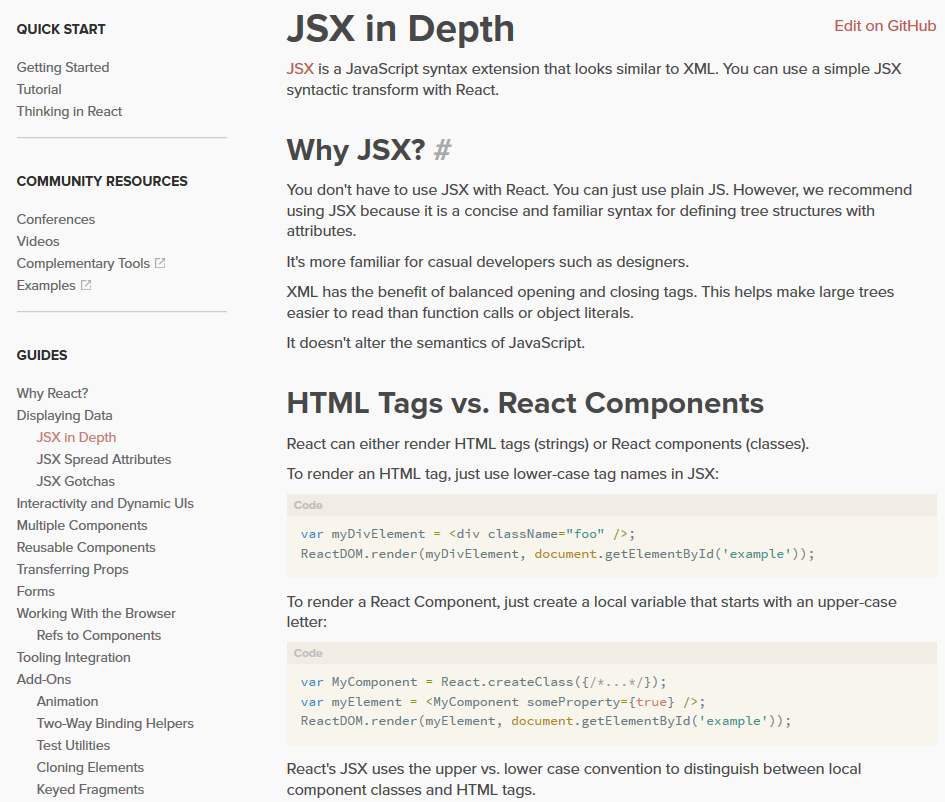 QUICK START
Getting Started
Tutorial
Thinking in React
COMMUNITY RESOURCES
Conferences
Videos
Complementary Tools
Examples
GUIDES
Why React?
Displaying Data
JSX in Depth
JSX Spread Attributes
JSX Gotchas
Interactivity and Dynamic UIs
Multiple Components
Reusable Components
Transferring Props
Forms
Working With the Browser
Refs to Components
Tooling Integration
Add-Ons
Animation
Two-Way Binding Helpers
Test Utilities
Cloning Elements
Keyed Fragments
JSX in Depth
Edit on GitHub
JSX is a JavaScript syntax extension that looks similar to XML. You can use a simple JSX
syntactic transform with React.
Why JSX? #
You don't have to use JSX with React. You can just use plain JS. However, we recommend
using JSX because it is a concise and familiar syntax for defining tree structures with
attributes.
It's more familiar for casual developers such as designers.
XML has the benefit of balanced opening and closing tags. This helps make large trees
easier to read than function calls or object literals.
It doesn't alter the semantics of JavaScript.
HTML Tags vs. React Components
React can either render HTML tags (strings) or React components (classes).
To render an HTML tag, just use lower-case tag names in JSX:
Code
var myDivElement = <div className="foo" />;
ReactDOM.render(myDivElement, document.getElementById('example'));
To render a React Component, just create a local variable that starts with an upper-case
letter:
Code
var MyComponent = React.createClass({/*...*/});
var myElement = <MyComponent someProperty={true} />;
ReactDOM.render(myElement, document.getElementById('example'));
React's JSX uses the upper vs. lower case convention to distinguish between local
component classes and HTML tags.